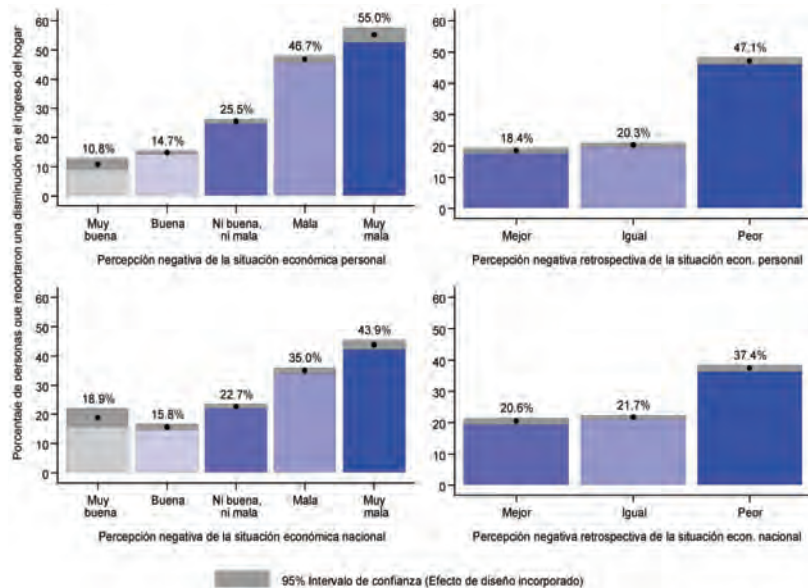 Porcentaje de personas que reportaron una disminución en el ingreso del hogar
60
50
40
30
20
10
0
10.8%
14.7%
25.5%
46.7%
55.0%
Muy buena
Buena
Ni buena, ni mala
Mala
Muy mala
Percepción negativa de la situación económica personal
60
50
40
30
20
10
0
18.4%
20.3%
47.1%
Mejor
Igual
Peor
Percepción negativa retrospectiva de la situación econ. personal
60
50
40
30
20
10
0
18.9%
15.8%
22.7%
35.0%
43.9%
Muy buena
Buena
Ni buena, ni mala
Mala
Muy mala
Percepción negativa de la situación económica nacional
60
50
40
30
20
10
0
20.6%
21.7%
37.4%
Mejor
Igual
Peor
Percepción negativa retrospectiva de la situación econ. nacional
95% Intervalo de confianza (Efecto de diseño incorporado)